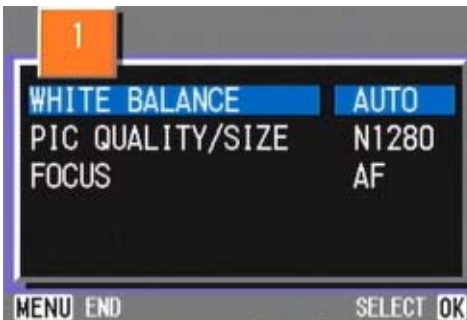 1
WHITE BALANCE AUTO
PIC QUALITY/SIZE N1280
FOCUS AF
MENU END SELECT OK